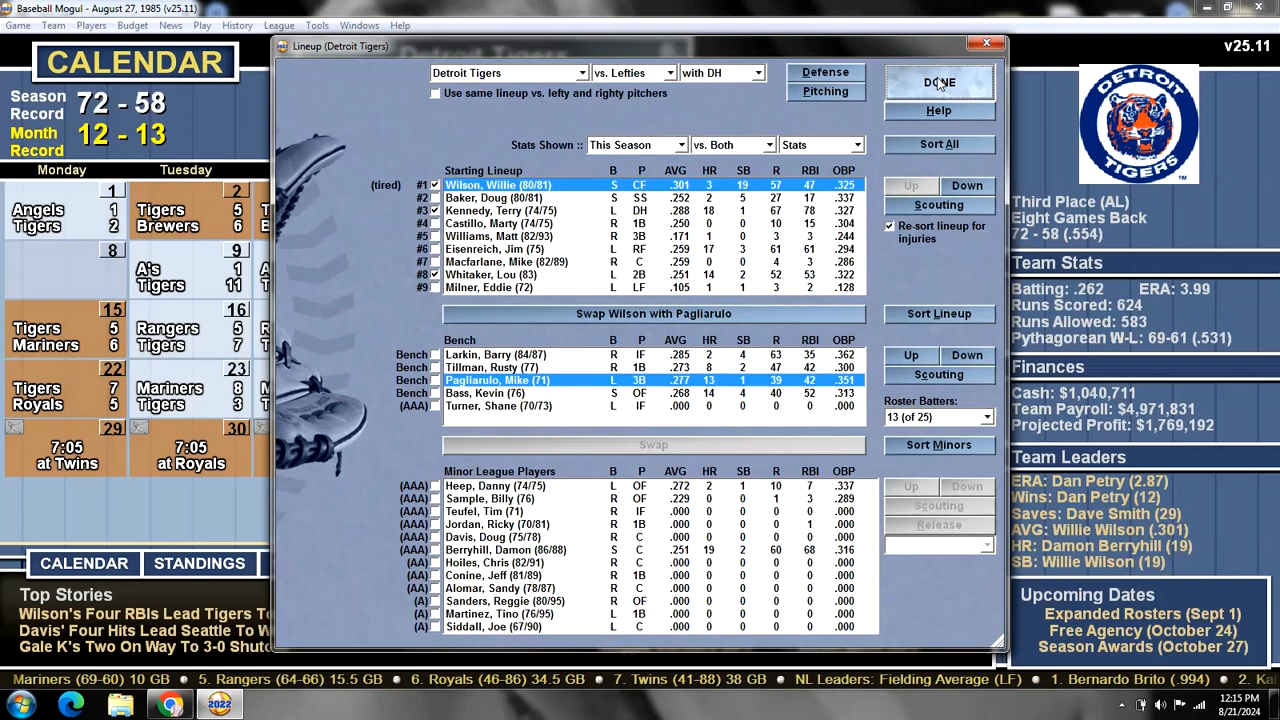 Baseball Mogul - August 27, 1985 (v25.11)
Game Team Players Budget News Play History League Tools Windows Help
CALENDAR
Season Record 72 - 58
Month Record 12 - 13
Monday Tuesday
1 2
Angels 1 Tigers 5
Tigers 2 Brewers 6
8 9
A's 1
Tigers 11
15 16
Tigers 5 Rangers 5
Mariners 6 Tigers 7
22 23
Tigers 7 Mariners 8
Royals 5 Tigers 3
29 30
7:05 7:05
at Twins at Royals
CALENDAR STANDINGS
Top Stories
Wilson's Four RBIs Lead Tigers To
Davis' Four Hits Lead Seattle To W
Gale K's Two On Way To 3-0 Shuto
Lineup (Detroit Tigers)
Detroit Tigers vs. Lefties with DH Defense DONE
Use same lineup vs. lefty and righty pitchers Pitching
Help
Stats Shown :: This Season vs. Both Stats Sort All
Starting Lineup B P AVG HR SB R RBI OBP
(tired) #1 Wilson, Willie (80/81) S CF .301 3 19 57 47 .325 Up Down
#2 Baker, Doug (80/81) S SS .252 2 5 27 17 .337
#3 Kennedy, Terry (74/75) L DH .288 18 1 67 78 .327 Scouting
#4 Castillo, Marty (74/75) R 1B .250 0 0 10 15 .304
#5 Williams, Matt (82/93) R 3B .171 1 0 3 3 .244 Re-sort lineup for injuries
#6 Eisenreich, Jim (75) L RF .259 17 3 61 61 .294
#7 Macfarlane, Mike (82/89) R C .259 0 0 4 3 .286
#8 Whitaker, Lou (83) L 2B .251 14 2 52 53 .322
#9 Milner, Eddie (72) L LF .105 1 1 3 2 .128
Swap Wilson with Pagliarulo Sort Lineup
Bench B P AVG HR SB R RBI OBP
Bench Larkin, Barry (84/87) R IF .285 2 4 63 35 .362 Up Down
Bench Tillman, Rusty (77) R 1B .273 8 2 47 42 .300
Bench Pagliarulo, Mike (71) L 3B .277 13 1 39 42 .351 Scouting
Bench Bass, Kevin (76) S OF .268 14 4 40 52 .313
(AAA) Turner, Shane (70/73) L IF .000 0 0 0 0 .000 Roster Batters:
13 (of 25)
Swap Sort Minors
Minor League Players B P AVG HR SB R RBI OBP
(AAA) Heep, Danny (74/75) L OF .272 2 1 10 7 .337 Up Down
(AAA) Sample, Billy (76) R OF .229 0 0 1 3 .289
(AAA) Teufel, Tim (71) R IF .000 0 0 0 0 .000 Scouting
(AAA) Jordan, Ricky (70/81) R 1B .000 0 0 0 1 .000 Release
(AAA) Davis, Doug (75/78) R C .000 0 0 0 0 .000
(AAA) Berryhill, Damon (86/88) S C .251 19 2 60 68 .316
(AA) Hoiles, Chris (82/91) R C .000 0 0 0 0 .000
(AA) Conine, Jeff (81/89) R 1B .000 0 0 0 0 .000
(AA) Alomar, Sandy (78/87) R C .000 0 0 0 0 .000
(A) Sanders, Reggie (80/95) R OF .000 0 0 0 0 .000
(A) Martinez, Tino (76/95) L 1B .000 0 0 0 0 .000
(A) Siddall, Joe (67/90) L C .000 0 0 0 0 .000
v25.11
DETROIT TIGERS
Third Place (AL)
Eight Games Back
72 - 58 (.554)
Team Stats
Batting: .262 ERA: 3.99
Runs Scored: 624
Runs Allowed: 583
Pythagorean W-L: 69-61 (.531)
Finances
Cash: $1,040,711
Team Payroll: $4,971,831
Projected Profit: $1,769,192
Team Leaders
ERA: Dan Petry (2.87)
Wins: Dan Petry (12)
Saves: Dave Smith (29)
AVG: Willie Wilson (.301)
HR: Damon Berryhill (19)
SB: Willie Wilson (19)
Upcoming Dates
Expanded Rosters (Sept 1)
Free Agency (October 24)
Season Awards (October 27)
Mariners (69-60) 10 GB 5. Rangers (64-66) 15.5 GB 6. Royals (46-86) 34.5 GB 7. Twins (41-88) 38 GB NL Leaders: Fielding Average (LF) 1. Bernardo Brito (.994) 2. Ka
2022
12:15 PM
8/21/2024